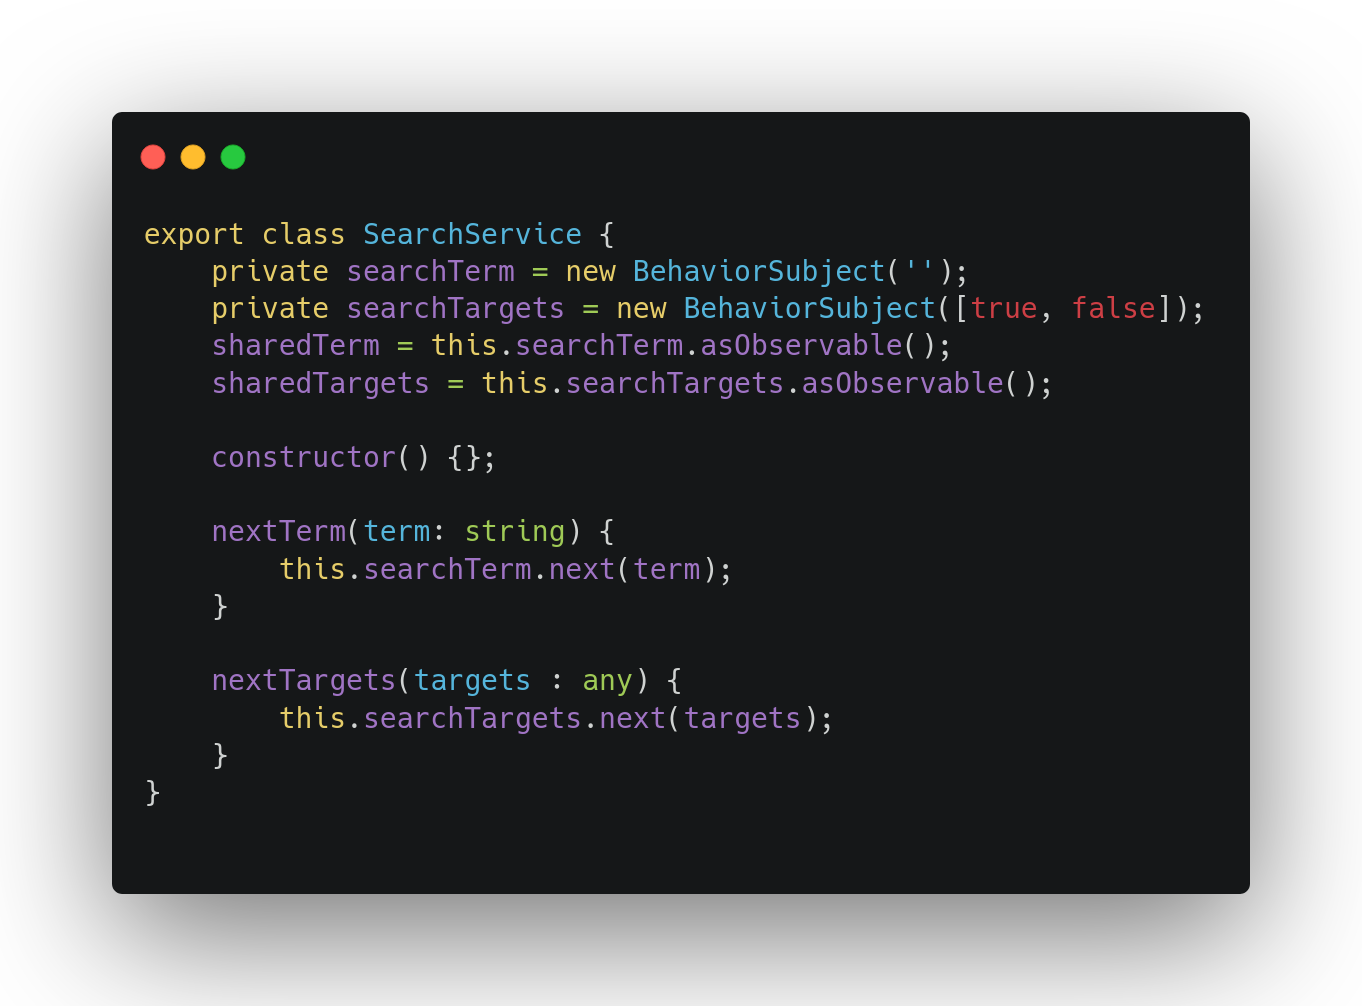 export class SearchService {
    private searchTerm = new BehaviorSubject('');
    private searchTargets = new BehaviorSubject([true, false]);
    sharedTerm = this.searchTerm.asObservable();
    sharedTargets = this.searchTargets.asObservable();

    constructor() {};

    nextTerm(term: string) {
        this.searchTerm.next(term);
    }

    nextTargets(targets : any) {
        this.searchTargets.next(targets);
    }
}